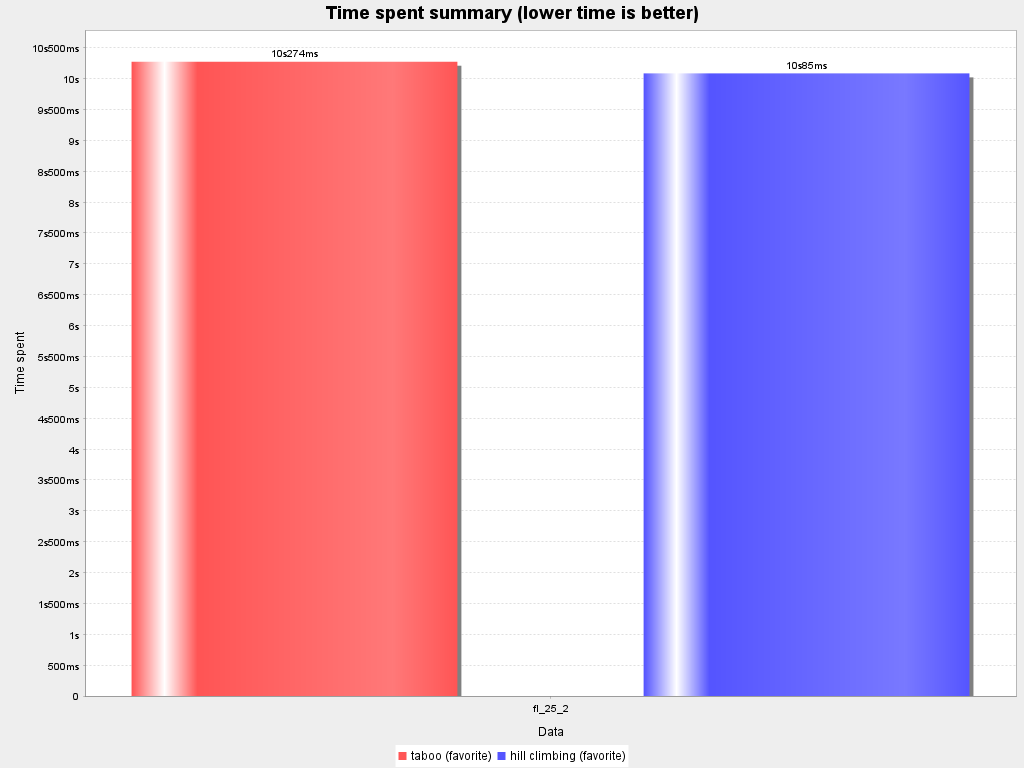 Time spent summary (lower time is better)
10s500ms
10s
9s500ms
9s
8s500ms
8s
7s500ms
7s
6s500ms
6s
5s500ms
5s
4s500ms
4s
3s500ms
3s
2s500ms
2s
1s500ms
1s
500ms
0
Time spent
10s274ms
10s85ms
fl_25_2
Data
taboo (favorite) hill climbing (favorite)